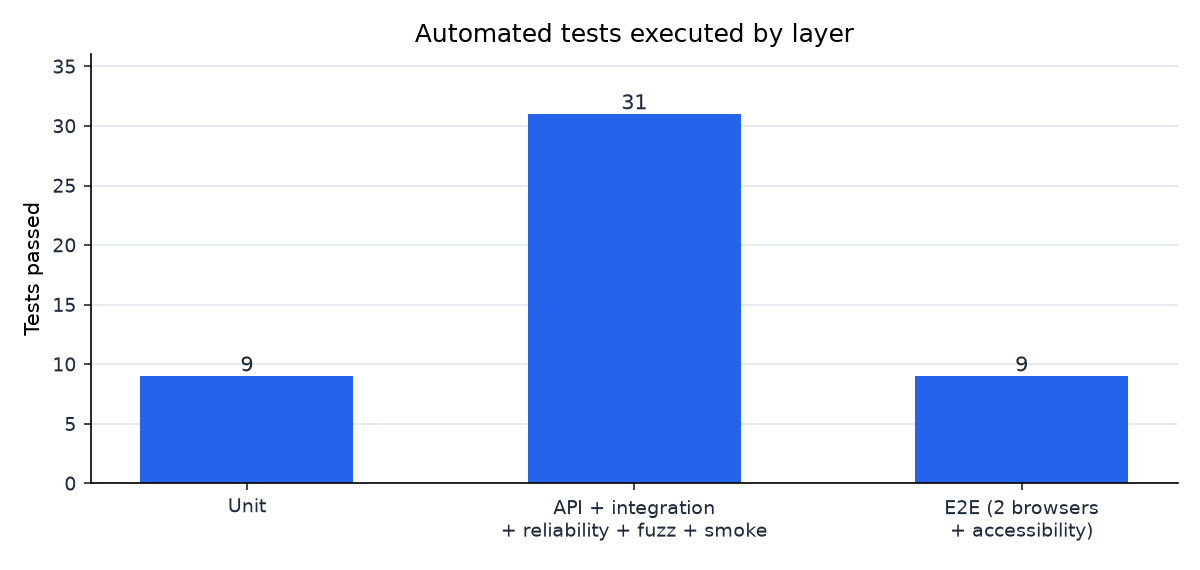 Automated tests executed by layer
Tests passed
35
30
25
20
15
10
5
0
9
31
9
Unit
API + integration
+ reliability + fuzz + smoke
E2E (2 browsers
+ accessibility)